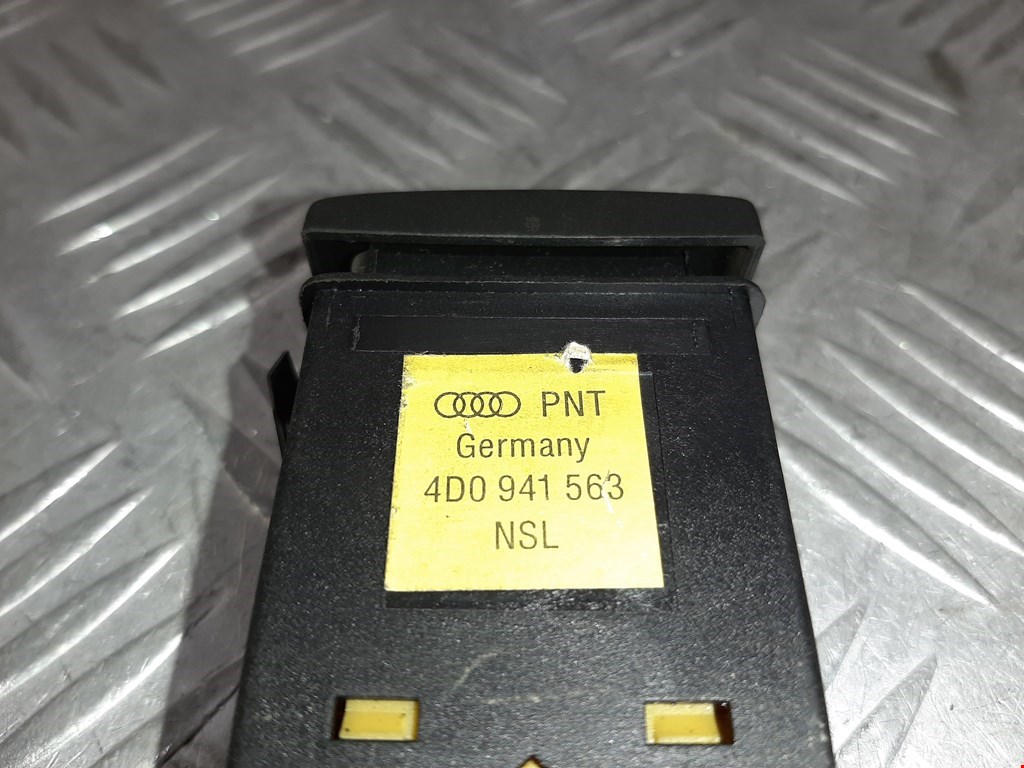 PNT
Germany
4D0 941 563
NSL